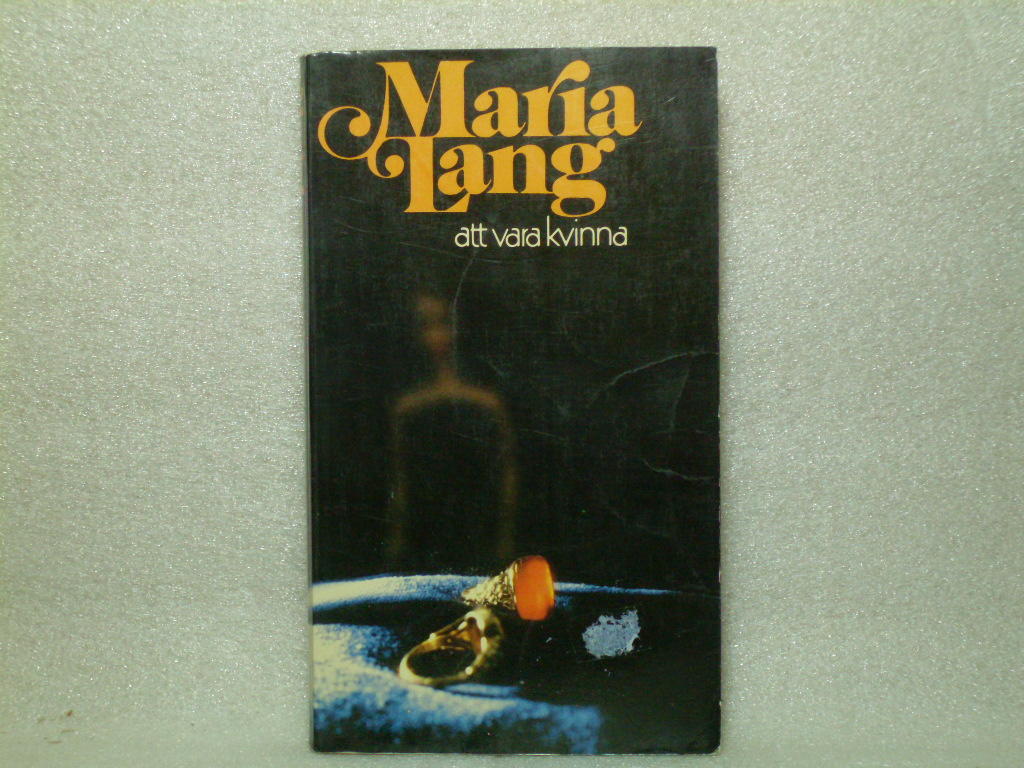 Maria
Lang
att vara kvinna